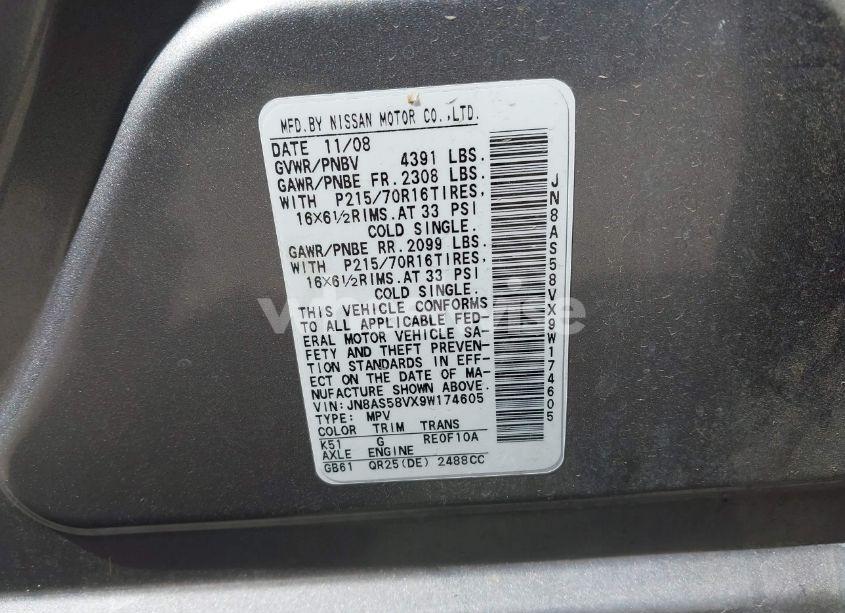 MFD.BY NISSAN MOTOR CO.,LTD.
DATE 11/08
GVWR/PNBV 4391 LBS.
GAWR/PNBE FR.2308 LBS.
WITH P215/70R16TIRES,
16X6½RIMS.AT 33 PSI
COLD SINGLE.
GAWR/PNBE RR.2099 LBS.
WITH P215/70R16TIRES,
16X6½RIMS.AT 33 PSI
COLD SINGLE.
THIS VEHICLE CONFORMS
TO ALL APPLICABLE FED-
ERAL MOTOR VEHICLE SA-
FETY AND THEFT PREVEN-
TION STANDARDS IN EFF-
ECT ON THE DATE OF MA-
NUFACTURE SHOWN ABOVE.
VIN:JN8AS58VX9W174605
TYPE: MPV
COLOR TRIM TRANS
K51 G RE0F10A
AXLE ENGINE
GB61 QR25(DE) 2488CC
JN8AS58VX9W174605